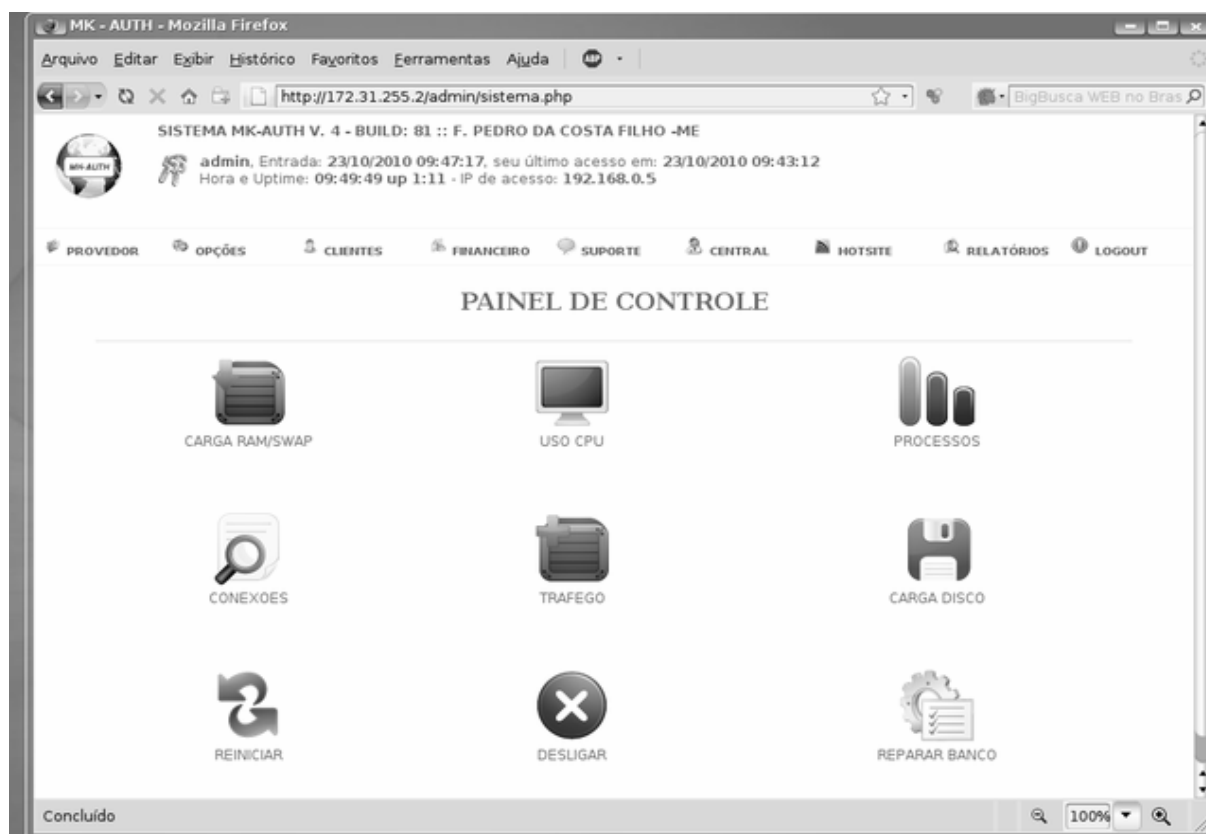 MK - AUTH - Mozilla Firefox
Arquivo Editar Exibir Histórico Favoritos Ferramentas Ajuda ABP
http://172.31.255.2/admin/sistema.php BigBusca WEB no Bras
SISTEMA MK-AUTH V. 4 - BUILD: 81 :: F. PEDRO DA COSTA FILHO -ME
MK-AUTH
admin, Entrada: 23/10/2010 09:47:17, seu último acesso em: 23/10/2010 09:43:12
Hora e Uptime: 09:49:49 up 1:11 - IP de acesso: 192.168.0.5
PROVEDOR OPÇÕES CLIENTES FINANCEIRO SUPORTE CENTRAL HOTSITE RELATÓRIOS LOGOUT
PAINEL DE CONTROLE
CARGA RAM/SWAP USO CPU PROCESSOS
CONEXOES TRAFEGO CARGA DISCO
REINICIAR DESLIGAR REPARAR BANCO
Concluído 100%